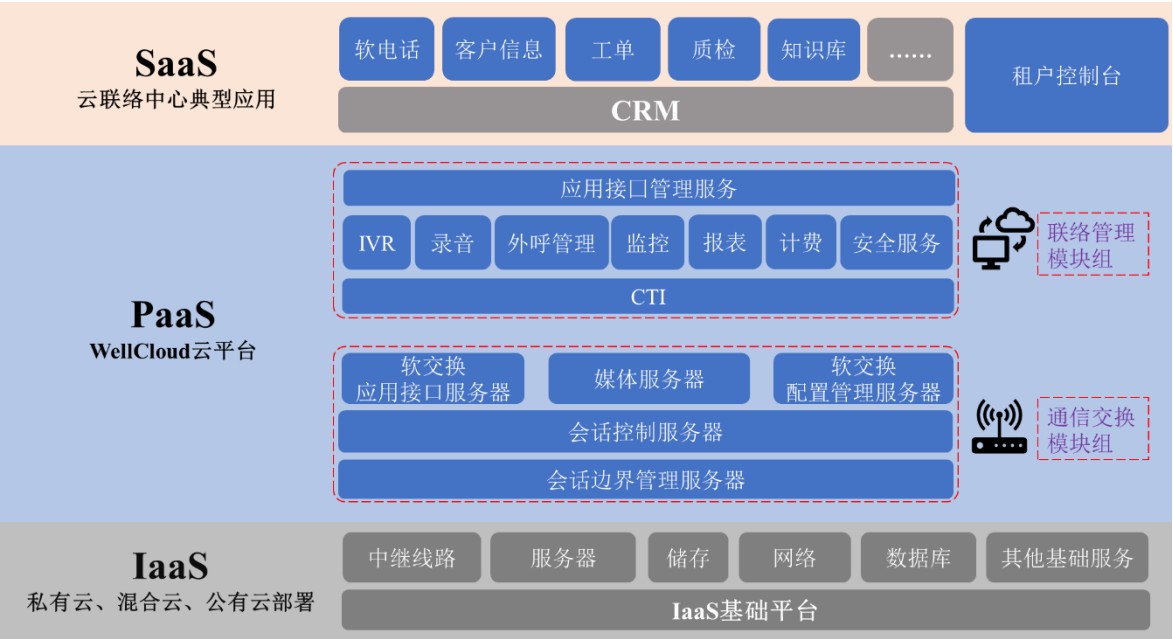 SaaS
云联络中心典型应用
软电话
客户信息
工单
质检
知识库
......
CRM
租户控制台
PaaS
WellCloud云平台
应用接口管理服务
IVR
录音
外呼管理
监控
报表
计费
安全服务
CTI
联络管理
模块组
软交换
应用接口服务器
媒体服务器
软交换
配置管理服务器
会话控制服务器
会话边界管理服务器
通信交换
模块组
IaaS
私有云、混合云、公有云部署
中继线路
服务器
储存
网络
数据库
其他基础服务
IaaS基础平台